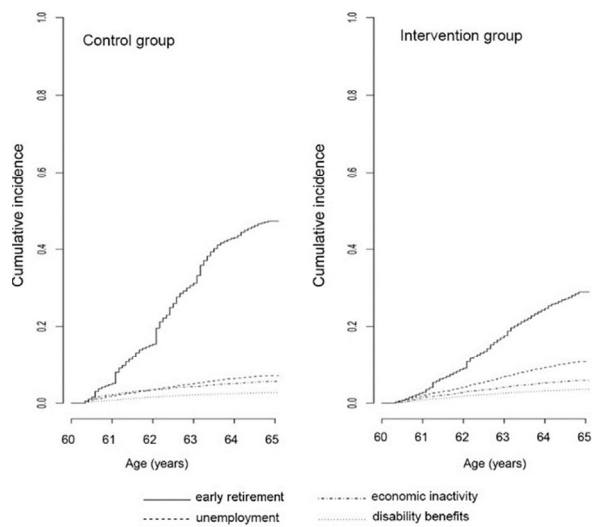 Control group
Cumulative incidence
1.0
0.8
0.6
0.4
0.2
0.0
60 61 62 63 64 65
Age (years)
Intervention group
Cumulative incidence
1.0
0.8
0.6
0.4
0.2
0.0
60 61 62 63 64 65
Age (years)
early retirement
economic inactivity
unemployment
disability benefits